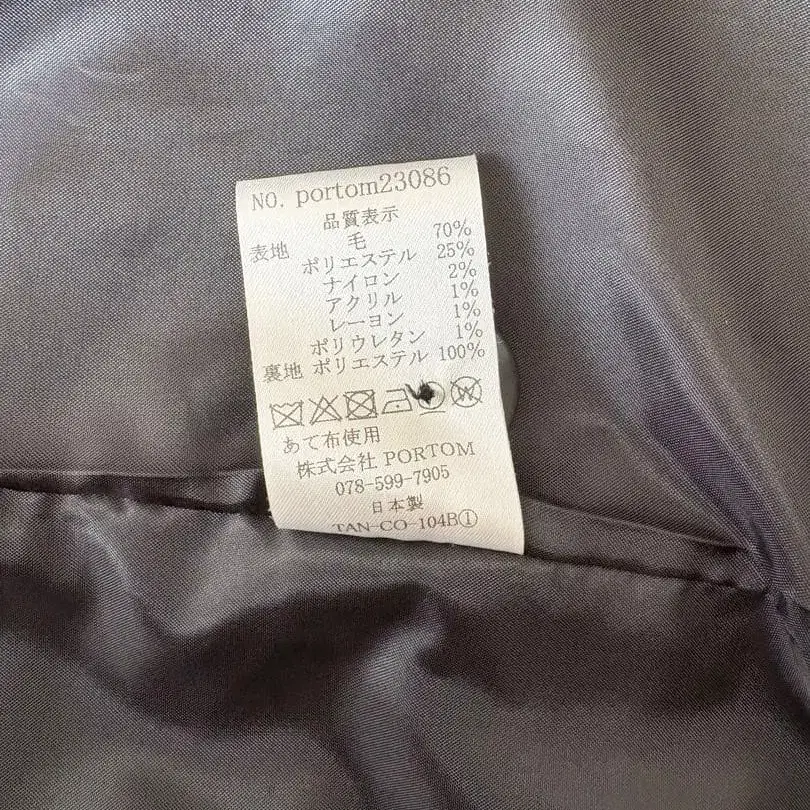 NO. portom23086
品質表示
表地 毛 70%
ポリエステル 25%
ナイロン 2%
アクリル 1%
レーヨン 1%
ポリウレタン 1%
裏地 ポリエステル 100%
あて布使用
株式会社 PORTOM
078-599-7905
日本製
TAN-CO-104B①